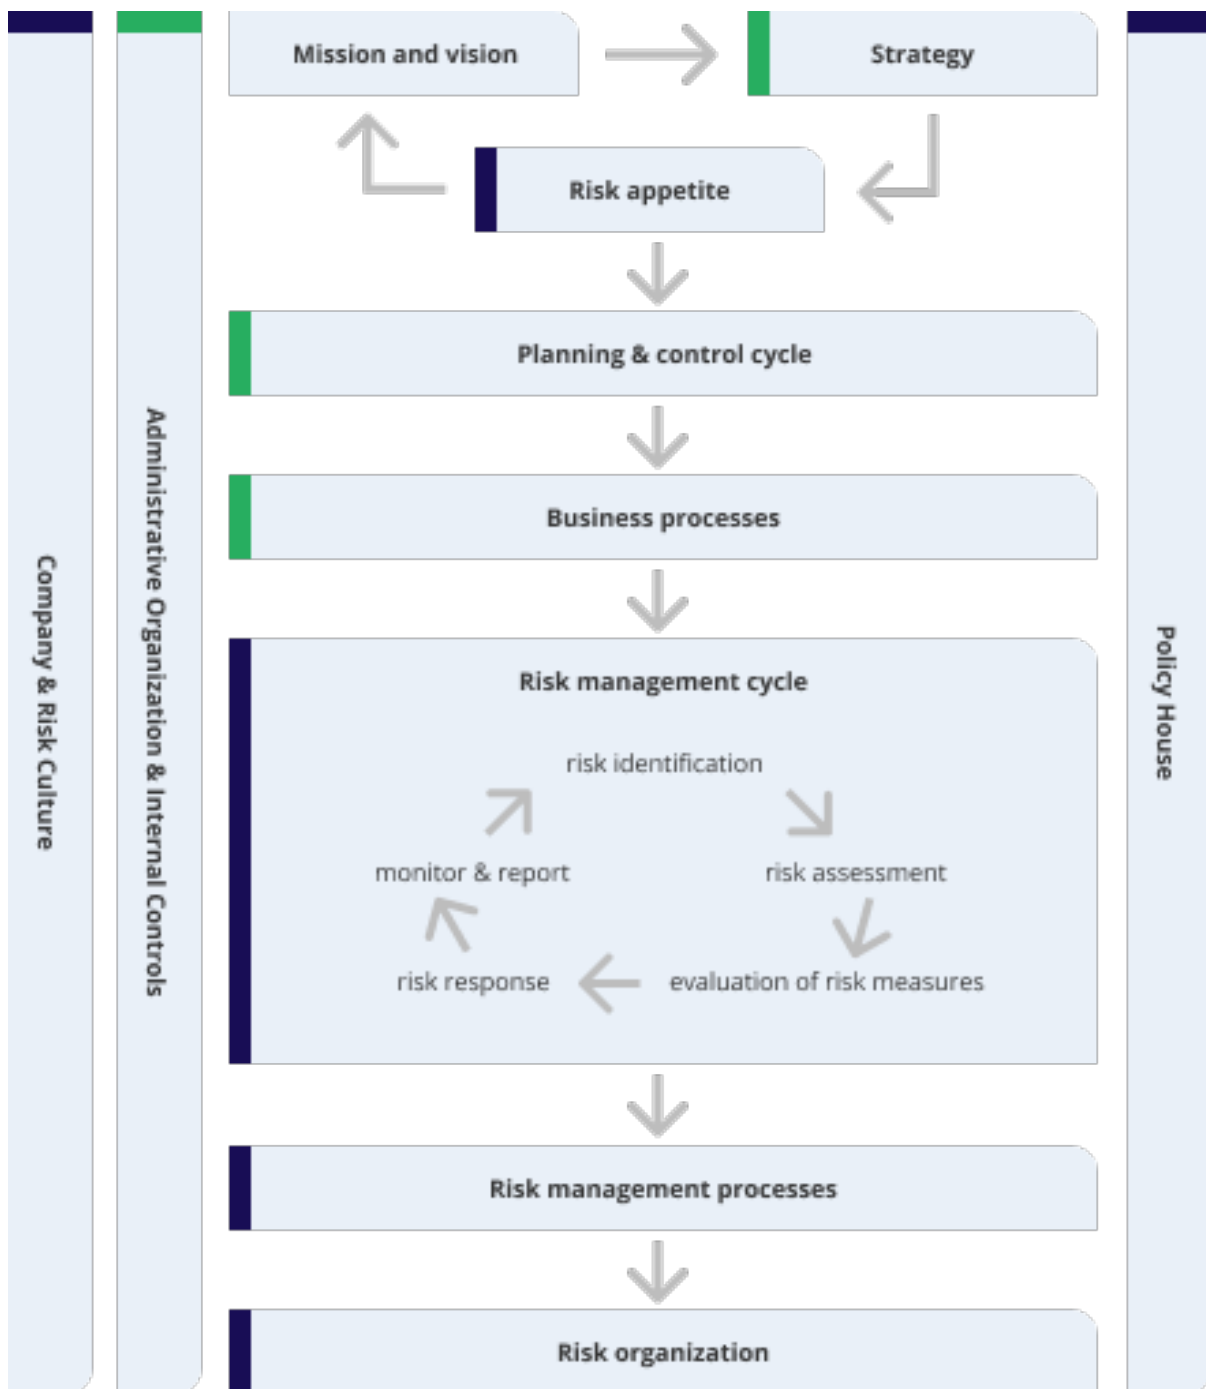 Mission and vision
Strategy
Risk appetite
Planning & control cycle
Business processes
Risk management cycle
risk identification
monitor & report
risk assessment
risk response
evaluation of risk measures
Risk management processes
Risk organization
Company & Risk Culture
Administrative Organization & Internal Controls
Policy House